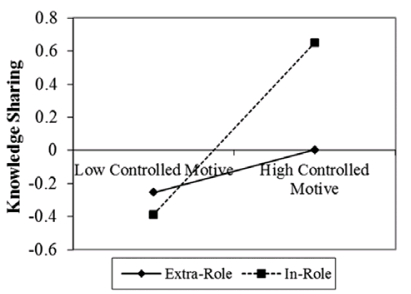 0.8
0.6
0.4
0.2
0
-0.2
-0.4
-0.6
Knowledge Sharing
Low Controlled Motive
High Controlled
Motive
Extra-Role
In-Role